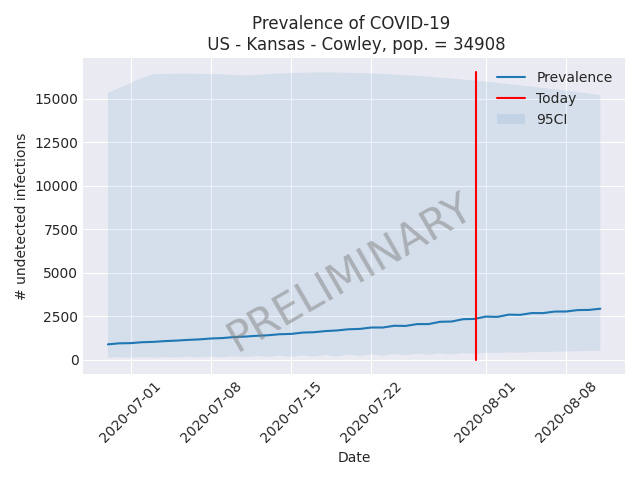 Prevalence of COVID-19
US - Kansas - Cowley, pop. = 34908
# undetected infections
15000
12500
10000
7500
5000
2500
0
Prevalence
Today
95CI
PRELIMINARY
2020-07-01
2020-07-08
2020-07-15
2020-07-22
2020-08-01
2020-08-08
Date